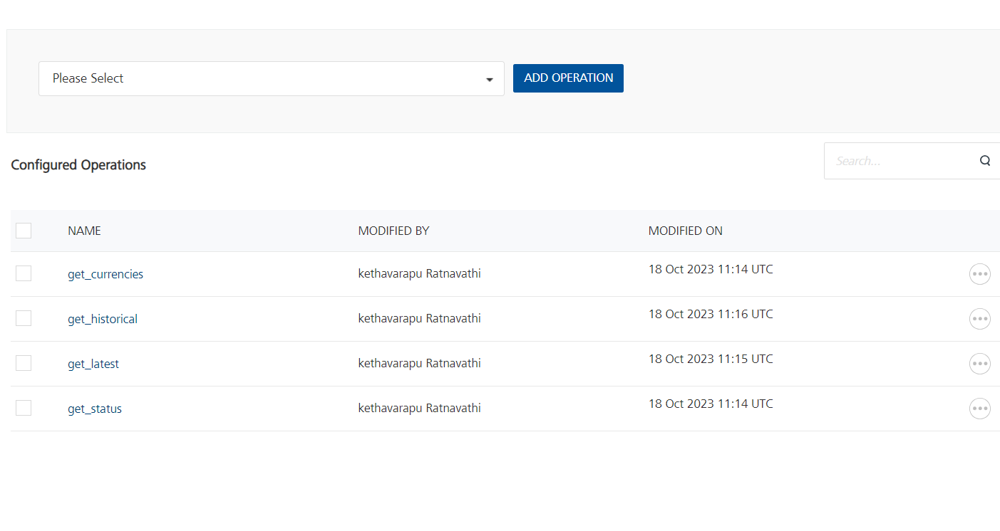 Please Select
ADD OPERATION
Configured Operations
Search...
NAME MODIFIED BY MODIFIED ON
get_currencies kethavarapu Ratnavathi 18 Oct 2023 11:14 UTC
get_historical kethavarapu Ratnavathi 18 Oct 2023 11:16 UTC
get_latest kethavarapu Ratnavathi 18 Oct 2023 11:15 UTC
get_status kethavarapu Ratnavathi 18 Oct 2023 11:14 UTC